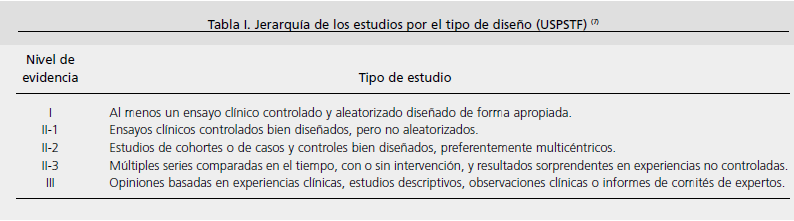 Tabla I. Jerarquía de los estudios por el tipo de diseño (USPSTF) (7)
Nivel de evidencia Tipo de estudio
I Al menos un ensayo clínico controlado y aleatorizado diseñado de forma apropiada.
II-1 Ensayos clínicos controlados bien diseñados, pero no aleatorizados.
II-2 Estudios de cohortes o de casos y controles bien diseñados, preferentemente multicéntricos.
II-3 Múltiples series comparadas en el tiempo, con o sin intervención, y resultados sorprendentes en experiencias no controladas.
III Opiniones basadas en experiencias clínicas, estudios descriptivos, observaciones clínicas o informes de comités de expertos.